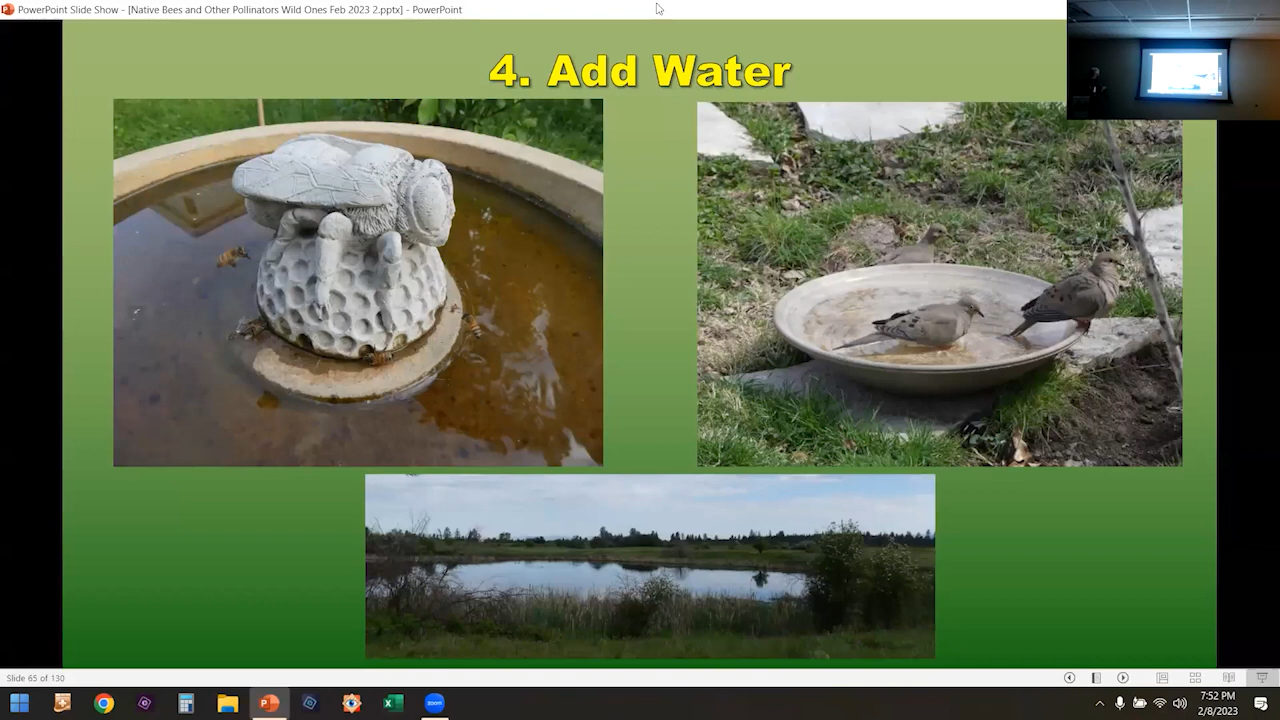 PowerPoint Slide Show - [Native Bees and Other Pollinators Wild Ones Feb 2023 2.pptx] - PowerPoint
4. Add Water
Slide 65 of 130
zoom
7:52 PM
2/8/2023